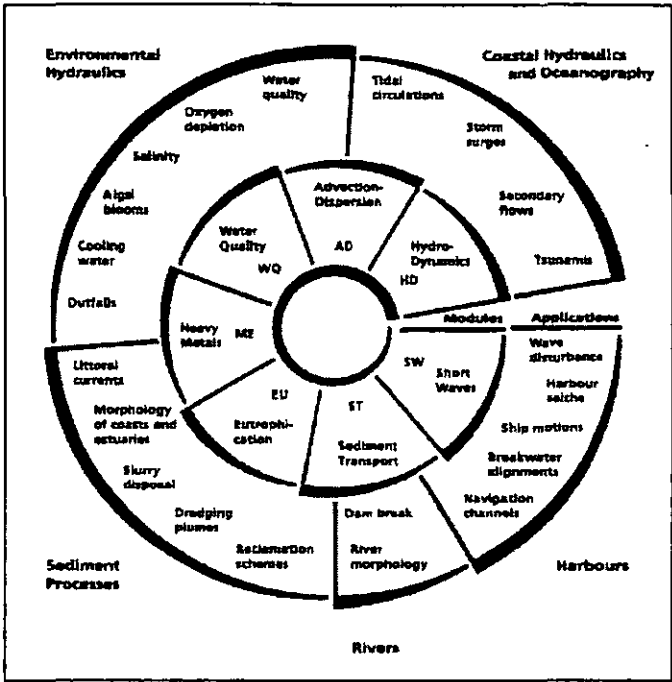 Environmental
Hydraulics
Coastal Hydraulics
and Oceanography
Water
quality
Oxygen
depletion
Salinity
Algal
blooms
Cooling
water
Outfalls
Tidal
circulations
Storm
surges
Secondary
flows
Tsunamis
Advection-
Dispersion
AD
Water
Quality
WQ
Hydro-
Dynamics
HD
Modules
Applications
Heavy
Metals
ME
SW
Short
Waves
EU
Eutrophi-
cation
ST
Sediment
Transport
Wave
disturbance
Harbour
seiche
Ship motions
Breakwater
alignments
Navigation
channels
Littoral
currents
Morphology
of coasts and
estuaries
Slurry
disposal
Dredging
plumes
Reclamation
schemes
Dam break
River
morphology
Sediment
Processes
Harbours
Rivers